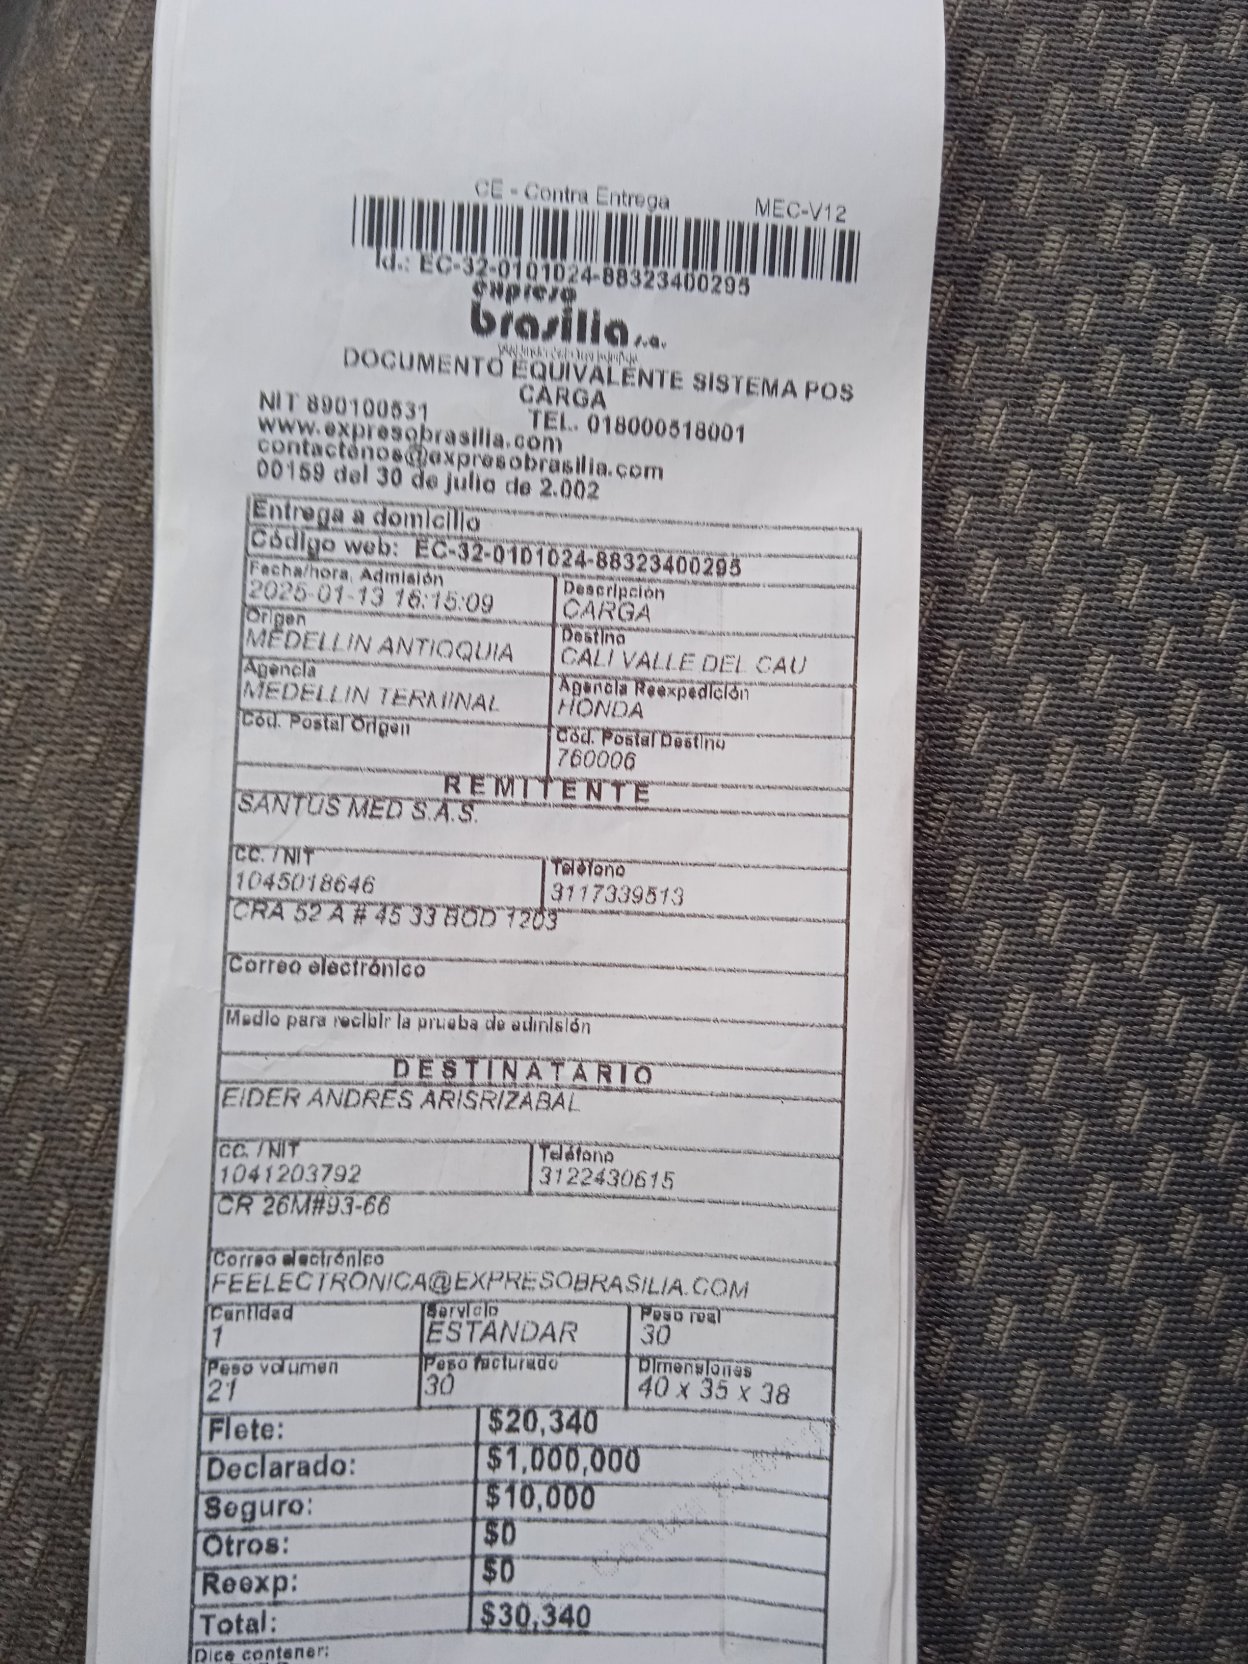 CE - Contra Entrega MEC-V12
Id.: EC-32-0101024-88323400295
expreso
brasilia s.a.
DOCUMENTO EQUIVALENTE SISTEMA POS
CARGA
NIT 890100531 TEL. 018000518001
www.expresobrasilia.com
contactenos@expresobrasilia.com
00159 del 30 de julio de 2.002
Entrega a domicilio
Código web: EC-32-0101024-88323400295
Fecha/hora. Admisión Descripción
2025-01-13 16:15:09 CARGA
Origen Destino
MEDELLIN ANTIOQUIA CALI VALLE DEL CAU
Agencia Agencia Reexpedición
MEDELLIN TERMINAL HONDA
Cód. Postal Origen Cód. Postal Destino
760006
REMITENTE
SANTUS MED S.A.S.
CC. / NIT Teléfono
1045018646 3117339513
CRA 52 A # 45 33 BOD 1203
Correo electrónico
Medio para recibir la prueba de admisión
DESTINATARIO
EIDER ANDRES ARISRIZABAL
CC. / NIT Teléfono
1041203792 3122430615
CR 26M#93-66
Correo electrónico
FEELECTRONICA@EXPRESOBRASILIA.COM
Cantidad Servicio Peso real
1 ESTANDAR 30
Peso volumen Peso facturado Dimensiones
21 30 40 x 35 x 38
Flete: $20,340
Declarado: $1,000,000
Seguro: $10,000
Otros: $0
Reexp: $0
Total: $30,340
Dice contener: